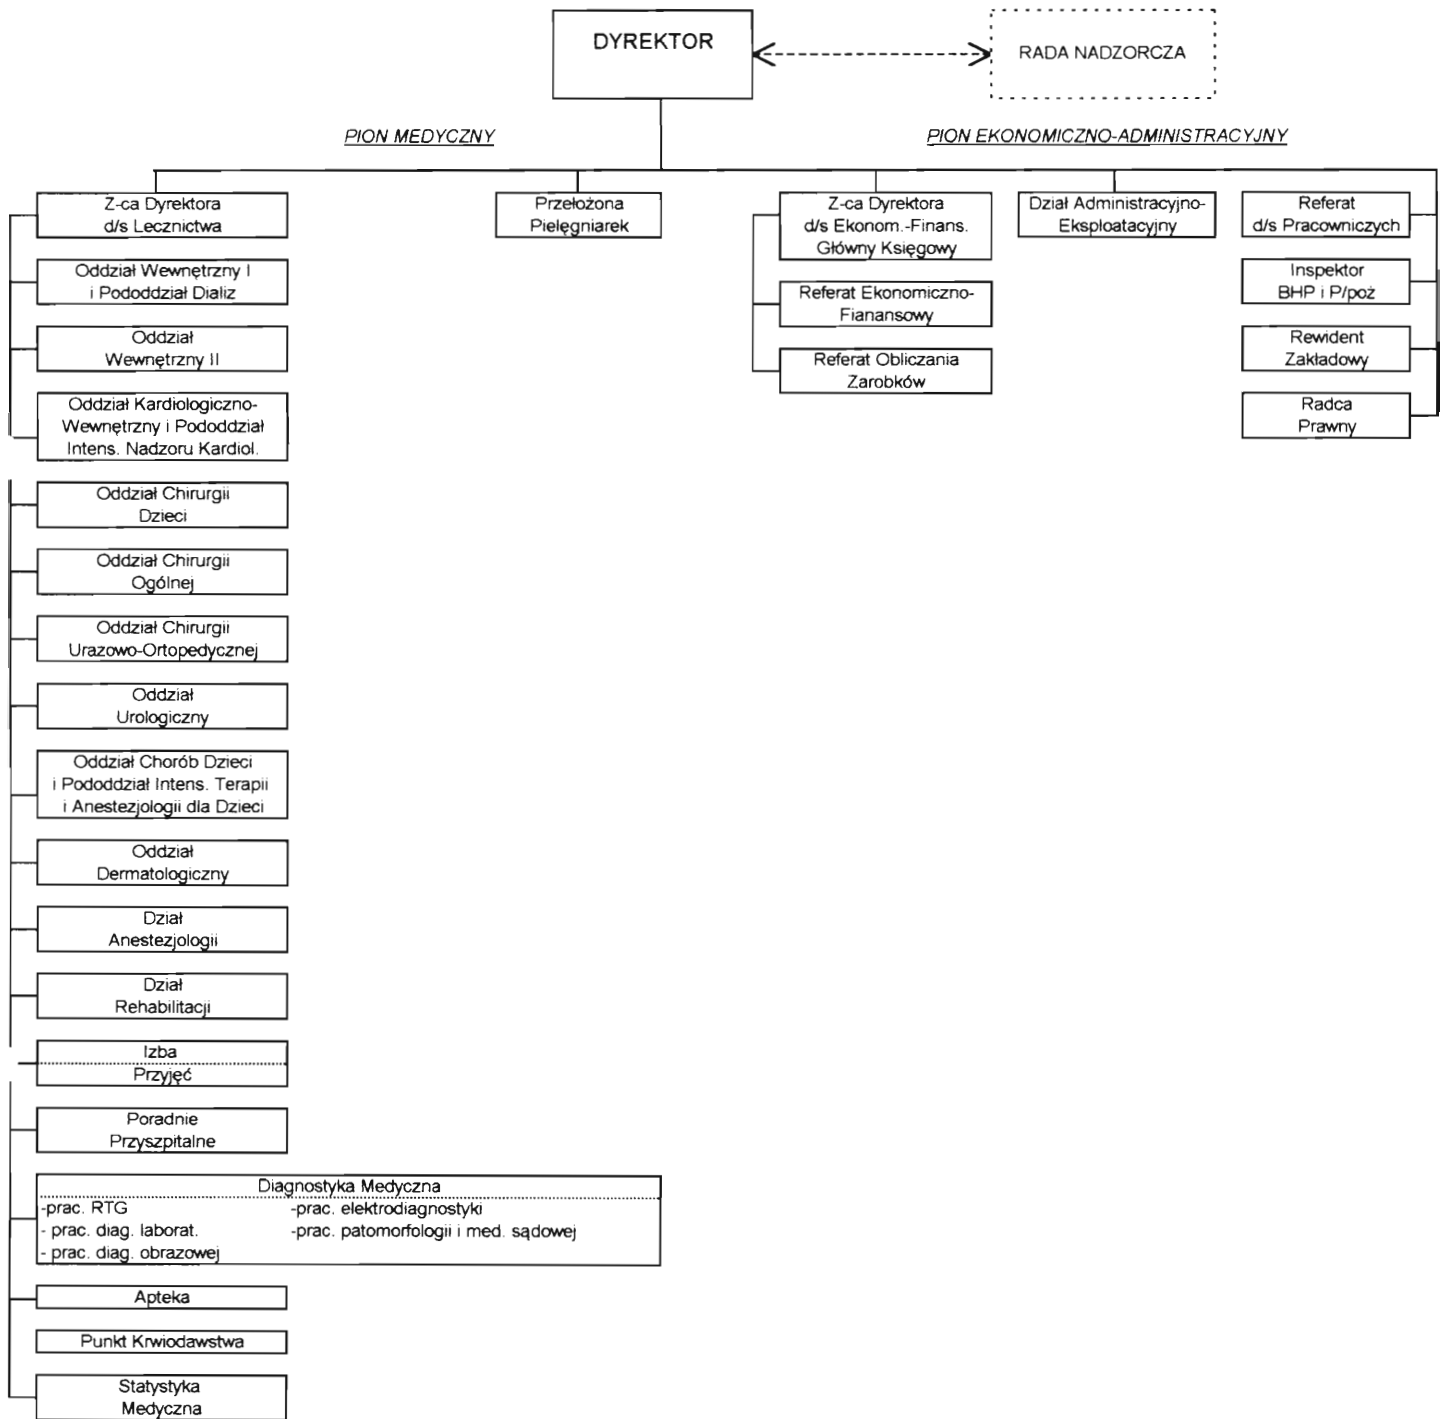 DYREKTOR
RADA NADZORCZA
PION MEDYCZNY
PION EKONOMICZNO-ADMINISTRACYJNY
Z-ca Dyrektora
d/s Lecznictwa
Przełożona
Pielęgniarek
Z-ca Dyrektora
d/s Ekonom.-Finans.
Główny Księgowy
Dział Administracyjno-
Eksploatacyjny
Referat
d/s Pracowniczych
Oddział Wewnętrzny I
i Pododdział Dializ
Referat Ekonomiczno-
Fianansowy
Inspektor
BHP i P/poż
Oddział
Wewnętrzny II
Referat Obliczania
Zarobków
Rewident
Zakładowy
Oddział Kardiologiczno-
Wewnętrzny i Pododdział
Intens. Nadzoru Kardiol.
Radca
Prawny
Oddział Chirurgii
Dzieci
Oddział Chirurgii
Ogólnej
Oddział Chirurgii
Urazowo-Ortopedycznej
Oddział
Urologiczny
Oddział Chorób Dzieci
i Pododdział Intens. Terapii
i Anestezjologii dla Dzieci
Oddział
Dermatologiczny
Dział
Anestezjologii
Dział
Rehabilitacji
Izba
Przyjęć
Poradnie
Przyszpitalne
Diagnostyka Medyczna
-prac. RTG
- prac. diag. laborat.
- prac. diag. obrazowej
-prac. elektrodiagnostyki
-prac. patomorfologii i med. sądowej
Apteka
Punkt Krwiodawstwa
Statystyka
Medyczna